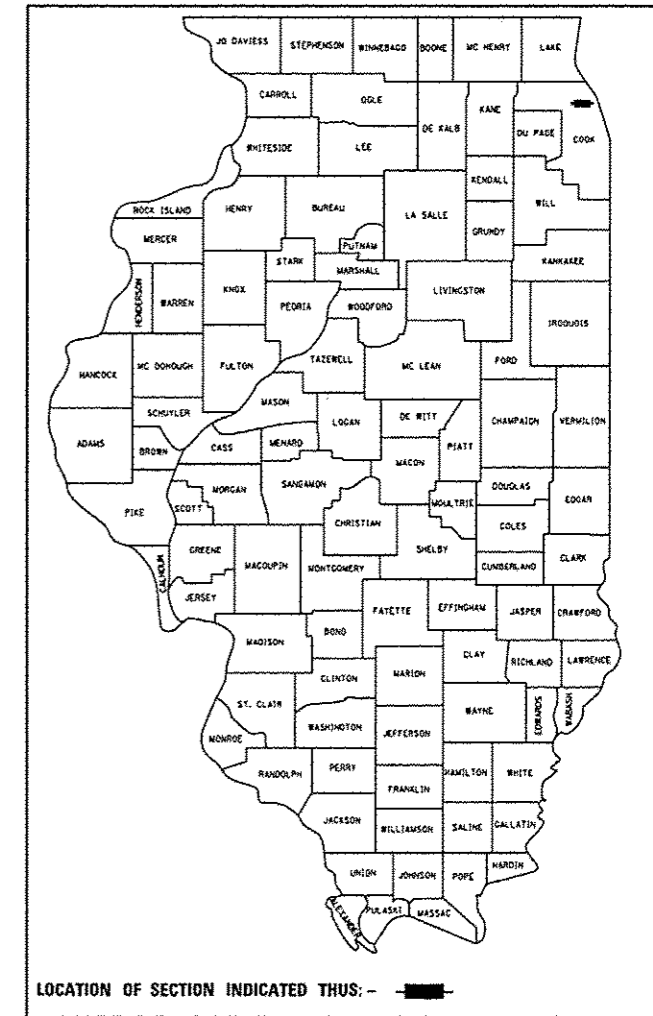 JO DAVIESS STEPHENSON WINNEBAGO BOONE MC HENRY LAKE
CARROLL OGLE KANE
DE KALB DU PAGE COOK
WHITESIDE LEE
KENDALL WILL
ROCK ISLAND HENRY BUREAU LA SALLE
GRUNDY
MERCER PUTNAM
STARK KANKAKEE
MARSHALL
HENDERSON WARREN KNOX PEORIA WOODFORD LIVINGSTON
IROQUOIS
HANCOCK MC DONOUGH FULTON TAZEWELL MC LEAN FORD
MASON
SCHUYLER LOGAN DE WITT CHAMPAIGN VERMILION
ADAMS BROWN CASS MENARD PIATT
MACON
MORGAN SANGAMON DOUGLAS EDGAR
PIKE SCOTT CHRISTIAN MOULTRIE
COLES
GREENE SHELBY
CALHOUN MACOUPIN MONTGOMERY CUMBERLAND CLARK
JERSEY
FAYETTE EFFINGHAM JASPER CRAWFORD
MADISON BOND
CLAY RICHLAND LAWRENCE
CLINTON MARION
ST. CLAIR WAYNE EDWARDS WABASH
WASHINGTON JEFFERSON
MONROE
RANDOLPH PERRY HAMILTON WHITE
FRANKLIN
JACKSON WILLIAMSON SALINE GALLATIN
UNION JOHNSON POPE HARDIN
ALEXANDER PULASKI MASSAC
LOCATION OF SECTION INDICATED THUS: -